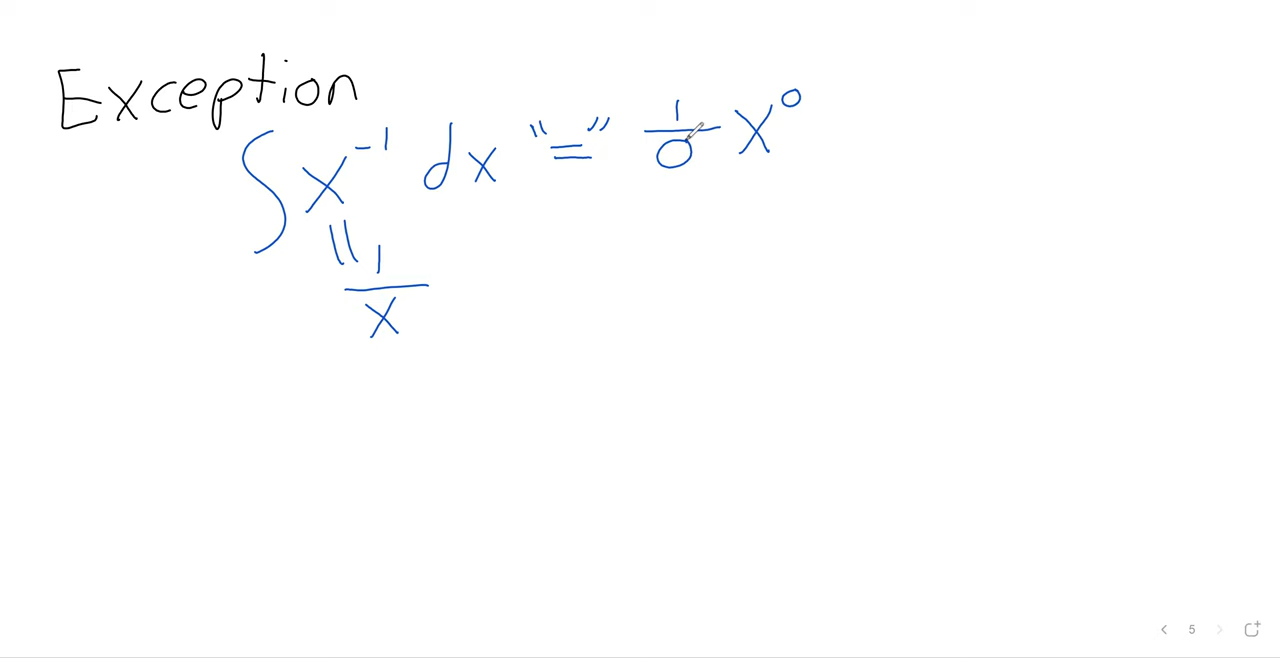 Exception
∫ x⁻¹ dx "=" 1/0 x⁰
|| 1/x
5